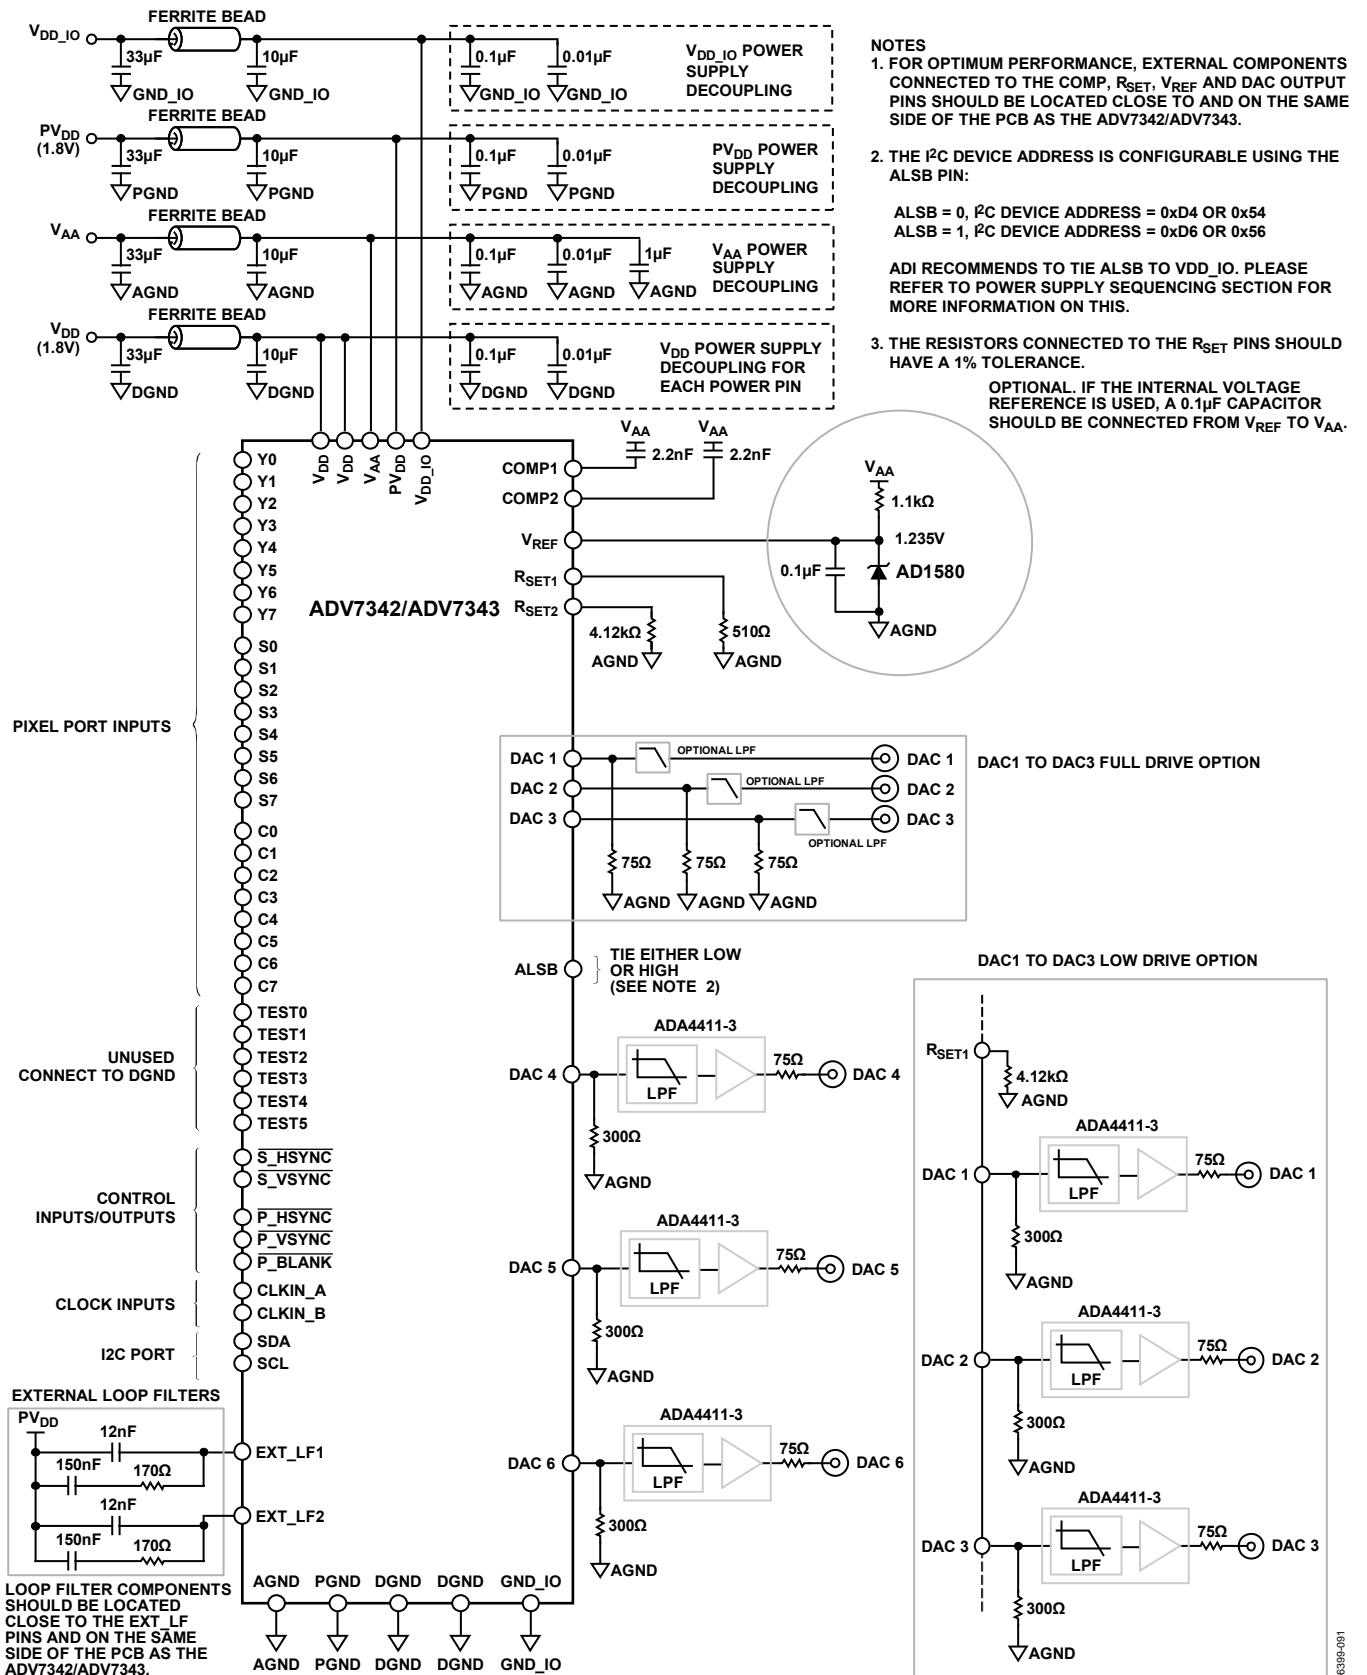 FERRITE BEAD
VDD_IO
33µF
10µF
GND_IO
GND_IO
0.1µF
0.01µF
GND_IO
GND_IO
VDD_IO POWER
SUPPLY
DECOUPLING
FERRITE BEAD
PVDD
(1.8V)
33µF
10µF
PGND
PGND
0.1µF
0.01µF
PGND
PGND
PVDD POWER
SUPPLY
DECOUPLING
FERRITE BEAD
VAA
33µF
10µF
AGND
AGND
0.1µF
0.01µF
1µF
AGND
AGND
AGND
VAA POWER
SUPPLY
DECOUPLING
FERRITE BEAD
VDD
(1.8V)
33µF
10µF
DGND
DGND
0.1µF
0.01µF
DGND
DGND
VDD POWER SUPPLY
DECOUPLING FOR
EACH POWER PIN
NOTES
1. FOR OPTIMUM PERFORMANCE, EXTERNAL COMPONENTS
CONNECTED TO THE COMP, RSET, VREF AND DAC OUTPUT
PINS SHOULD BE LOCATED CLOSE TO AND ON THE SAME
SIDE OF THE PCB AS THE ADV7342/ADV7343.
2. THE I2C DEVICE ADDRESS IS CONFIGURABLE USING THE
ALSB PIN:
ALSB = 0, I2C DEVICE ADDRESS = 0xD4 OR 0x54
ALSB = 1, I2C DEVICE ADDRESS = 0xD6 OR 0x56
ADI RECOMMENDS TO TIE ALSB TO VDD_IO. PLEASE
REFER TO POWER SUPPLY SEQUENCING SECTION FOR
MORE INFORMATION ON THIS.
3. THE RESISTORS CONNECTED TO THE RSET PINS SHOULD
HAVE A 1% TOLERANCE.
OPTIONAL. IF THE INTERNAL VOLTAGE
REFERENCE IS USED, A 0.1µF CAPACITOR
SHOULD BE CONNECTED FROM VREF TO VAA.
VDD
VDD
VAA
PVDD
VDD_IO
VAA
VAA
2.2nF
2.2nF
COMP1
COMP2
VREF
RSET1
RSET2
4.12kΩ
AGND
510Ω
AGND
VAA
1.1kΩ
1.235V
0.1µF
AD1580
AGND
ADV7342/ADV7343
Y0
Y1
Y2
Y3
Y4
Y5
Y6
Y7
S0
S1
S2
S3
S4
S5
S6
S7
C0
C1
C2
C3
C4
C5
C6
C7
PIXEL PORT INPUTS
TEST0
TEST1
TEST2
TEST3
TEST4
TEST5
UNUSED
CONNECT TO DGND
S_HSYNC
S_VSYNC
P_HSYNC
P_VSYNC
P_BLANK
CONTROL
INPUTS/OUTPUTS
CLKIN_A
CLKIN_B
CLOCK INPUTS
SDA
SCL
I2C PORT
EXTERNAL LOOP FILTERS
PVDD
12nF
150nF
170Ω
12nF
150nF
170Ω
EXT_LF1
EXT_LF2
LOOP FILTER COMPONENTS
SHOULD BE LOCATED
CLOSE TO THE EXT_LF
PINS AND ON THE SAME
SIDE OF THE PCB AS THE
ADV7342/ADV7343.
AGND PGND DGND DGND GND_IO
AGND PGND DGND DGND GND_IO
DAC 1
OPTIONAL LPF
DAC 1
DAC 2
OPTIONAL LPF
DAC 2
DAC 3
OPTIONAL LPF
DAC 3
75Ω
75Ω
75Ω
AGND
AGND
AGND
DAC1 TO DAC3 FULL DRIVE OPTION
ALSB
TIE EITHER LOW
OR HIGH
(SEE NOTE 2)
ADA4411-3
DAC 4
LPF
75Ω
DAC 4
300Ω
AGND
ADA4411-3
DAC 5
LPF
75Ω
DAC 5
300Ω
AGND
ADA4411-3
DAC 6
LPF
75Ω
DAC 6
300Ω
AGND
DAC1 TO DAC3 LOW DRIVE OPTION
RSET1
4.12kΩ
AGND
ADA4411-3
DAC 1
LPF
75Ω
DAC 1
300Ω
AGND
ADA4411-3
DAC 2
LPF
75Ω
DAC 2
300Ω
AGND
ADA4411-3
DAC 3
LPF
75Ω
DAC 3
300Ω
AGND
6399-091